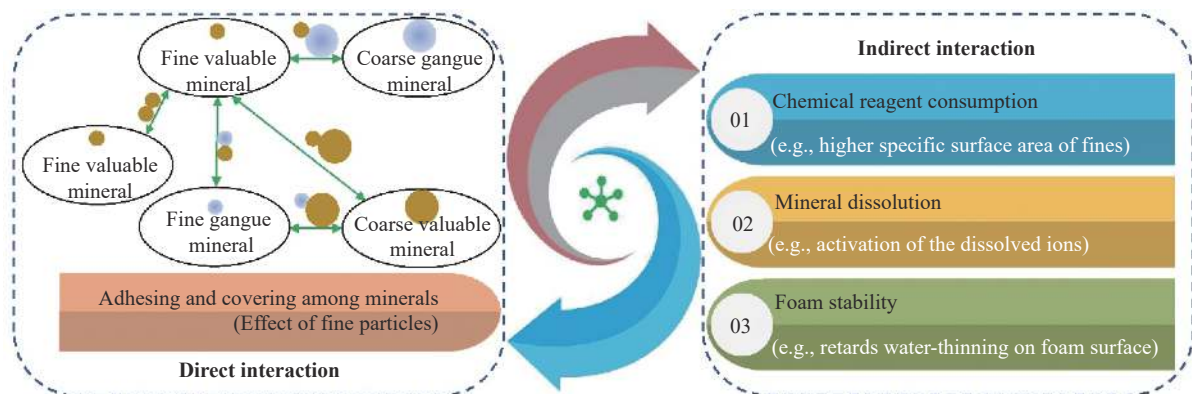 Fine valuable
mineral
Coarse gangue
mineral
Fine valuable
mineral
Fine gangue
mineral
Coarse valuable
mineral
Adhesing and covering among minerals
(Effect of fine particles)
Direct interaction
Indirect interaction
01
Chemical reagent consumption
(e.g., higher specific surface area of fines)
02
Mineral dissolution
(e.g., activation of the dissolved ions)
03
Foam stability
(e.g., retards water-thinning on foam surface)